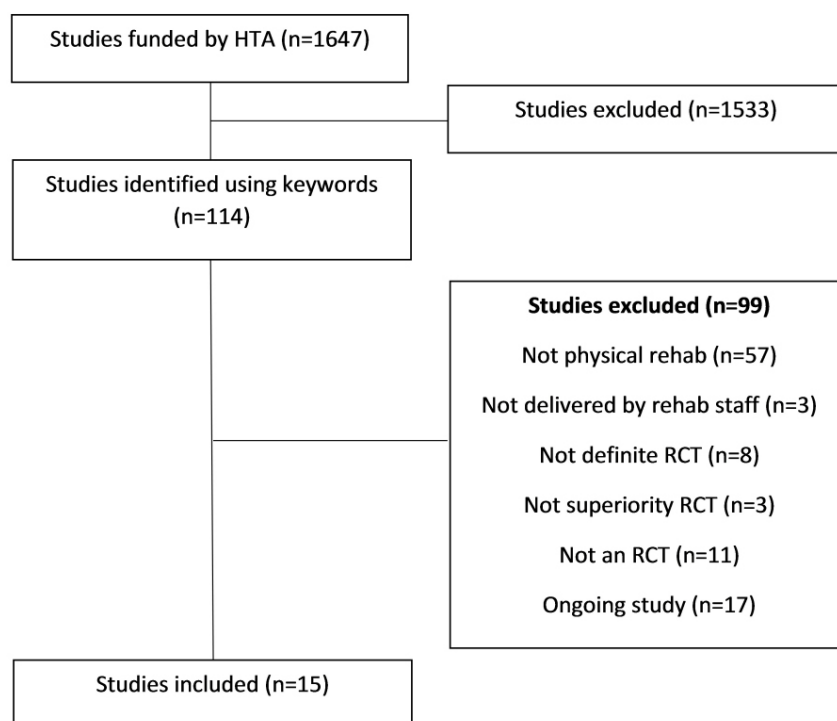 Studies funded by HTA (n=1647)
Studies excluded (n=1533)
Studies identified using keywords
(n=114)
Studies excluded (n=99)
Not physical rehab (n=57)
Not delivered by rehab staff (n=3)
Not definite RCT (n=8)
Not superiority RCT (n=3)
Not an RCT (n=11)
Ongoing study (n=17)
Studies included (n=15)